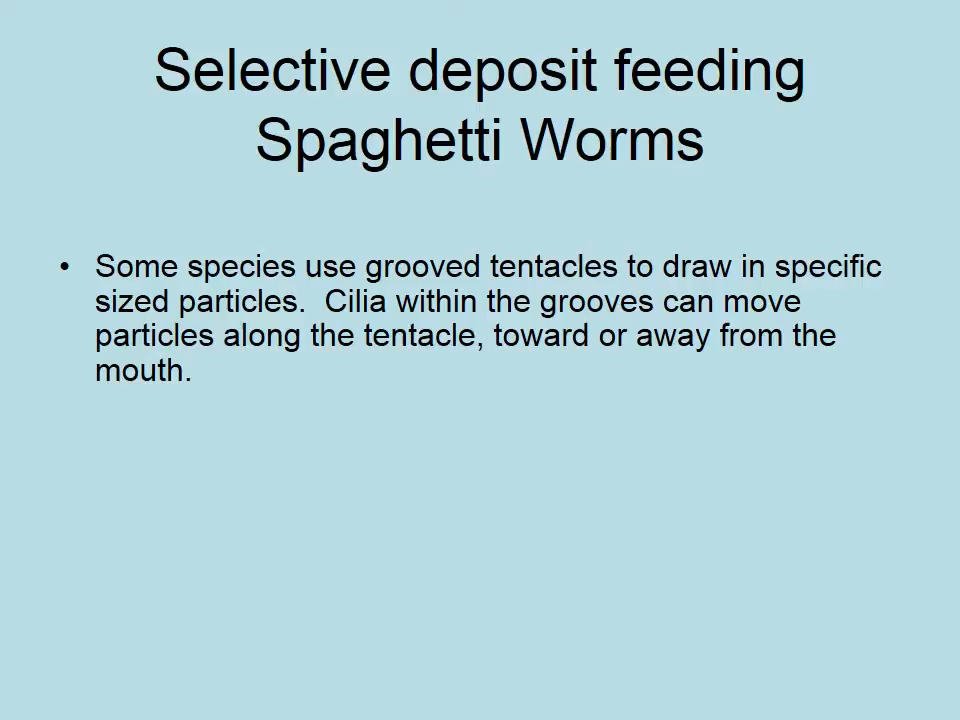 Selective deposit feeding
Spaghetti Worms
• Some species use grooved tentacles to draw in specific
sized particles.  Cilia within the grooves can move
particles along the tentacle, toward or away from the
mouth.